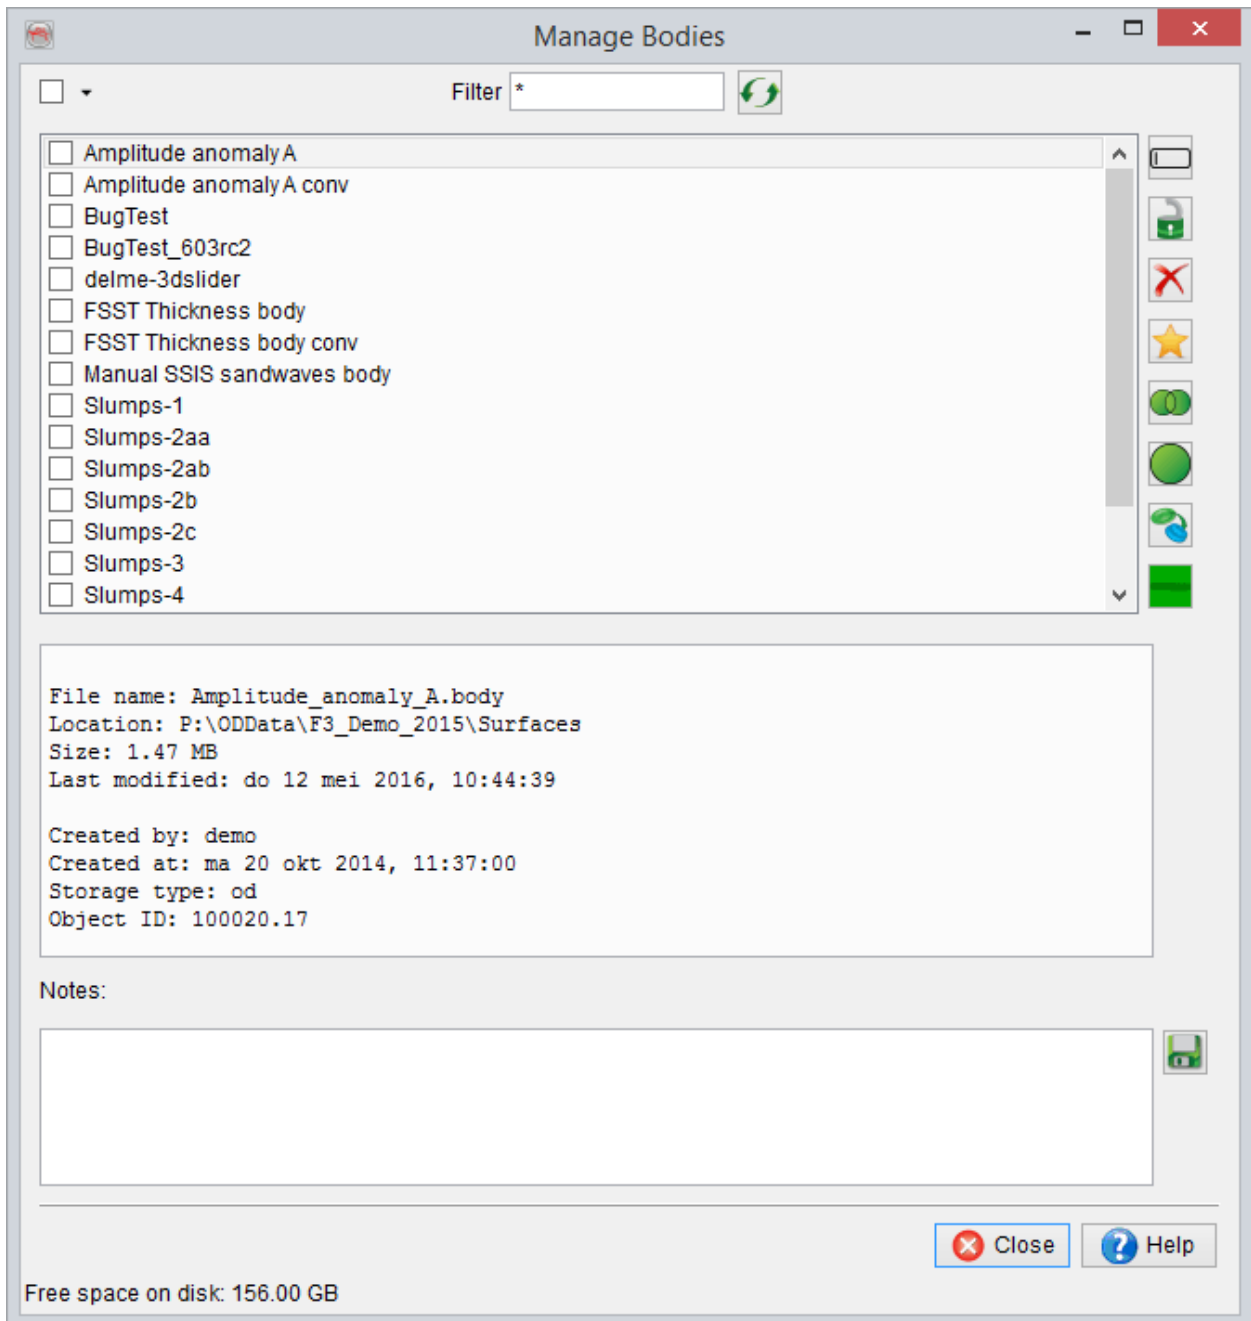 Manage Bodies
Filter *
Amplitude anomaly A
Amplitude anomaly A conv
BugTest
BugTest_603rc2
delme-3dslider
FSST Thickness body
FSST Thickness body conv
Manual SSIS sandwaves body
Slumps-1
Slumps-2aa
Slumps-2ab
Slumps-2b
Slumps-2c
Slumps-3
Slumps-4
File name: Amplitude_anomaly_A.body
Location: P:\ODData\F3_Demo_2015\Surfaces
Size: 1.47 MB
Last modified: do 12 mei 2016, 10:44:39
Created by: demo
Created at: ma 20 okt 2014, 11:37:00
Storage type: od
Object ID: 100020.17
Notes:
Close Help
Free space on disk: 156.00 GB